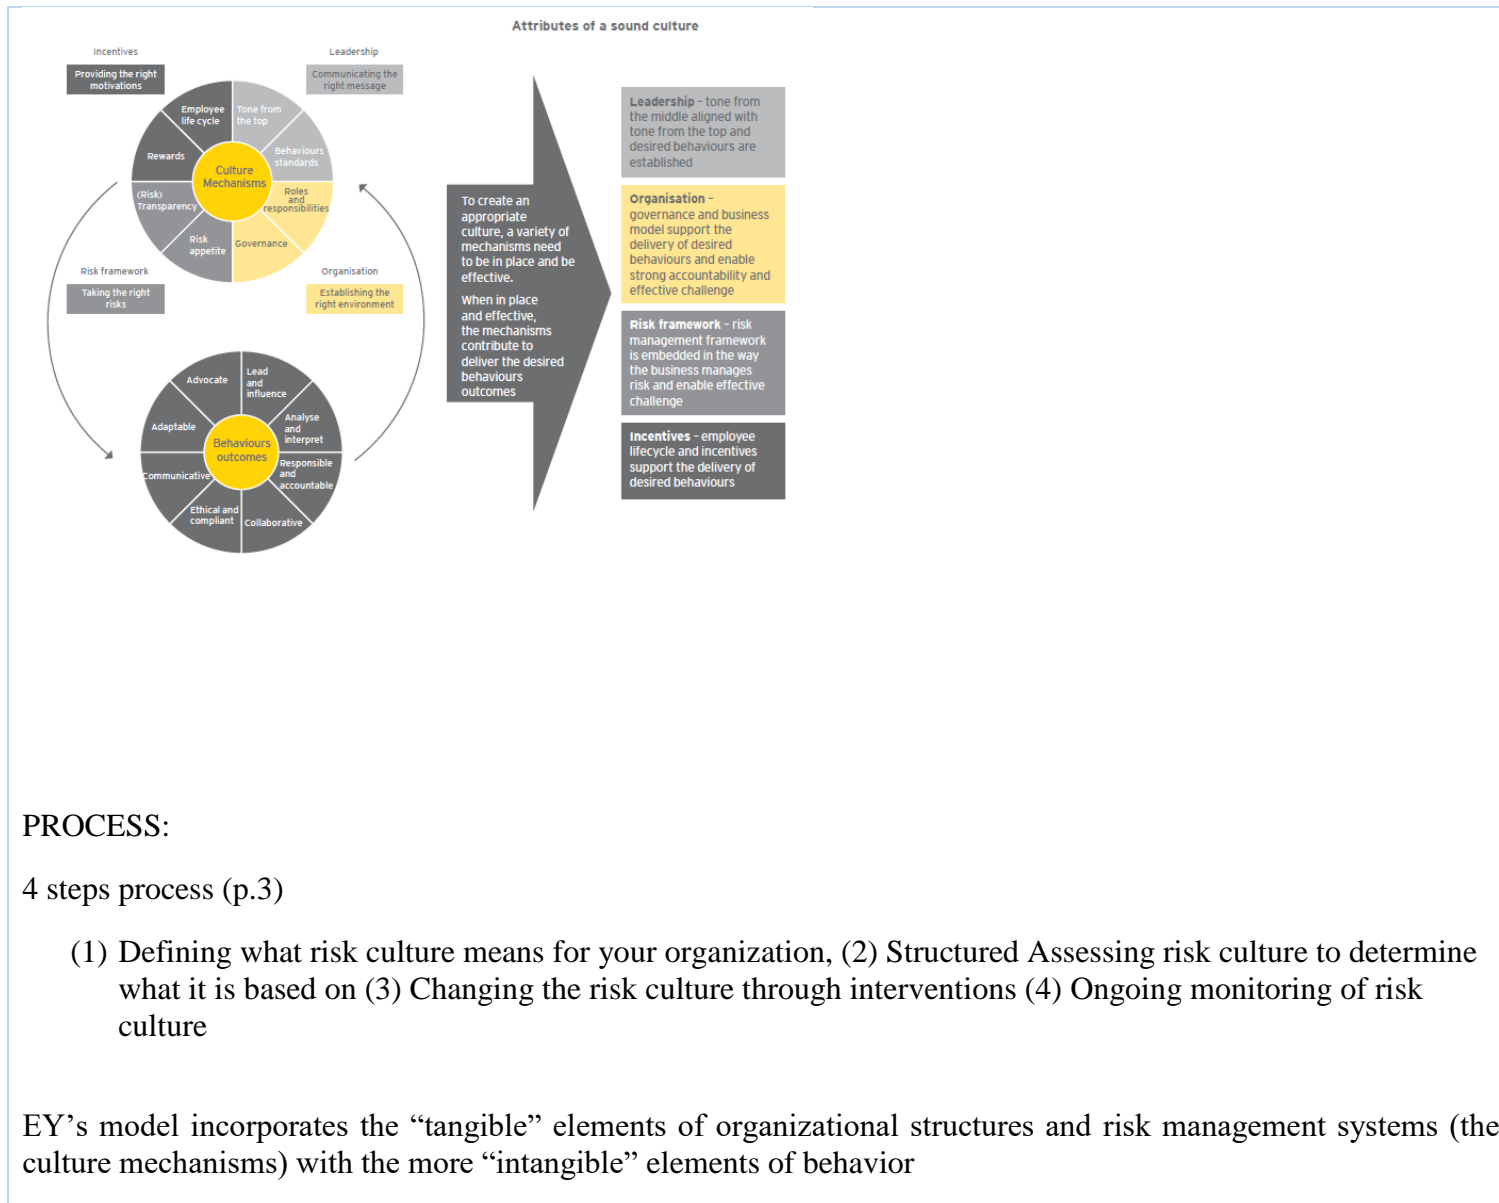 Attributes of a sound culture
Incentives
Providing the right
motivations
Leadership
Communicating the
right message
Employee
life cycle
Tone from
the top
Rewards
Behaviours
standards
Culture
Mechanisms
(Risk)
Transparency
Roles
and
responsibilities
Risk
appetite
Governance
Risk framework
Taking the right
risks
Organisation
Establishing the
right environment
Advocate
Lead
and
influence
Adaptable
Analyse
and
interpret
Behaviours
outcomes
Communicative
Responsible
and
accountable
Ethical and
compliant
Collaborative
To create an
appropriate
culture, a variety of
mechanisms need
to be in place and be
effective.
When in place
and effective,
the mechanisms
contribute to
deliver the desired
behaviours
outcomes
Leadership – tone from
the middle aligned with
tone from the top and
desired behaviours are
established
Organisation –
governance and business
model support the
delivery of desired
behaviours and enable
strong accountability and
effective challenge
Risk framework – risk
management framework
is embedded in the way
the business manages
risk and enable effective
challenge
Incentives – employee
lifecycle and incentives
support the delivery of
desired behaviours
PROCESS:
4 steps process (p.3)
(1) Defining what risk culture means for your organization, (2) Structured Assessing risk culture to determine
what it is based on (3) Changing the risk culture through interventions (4) Ongoing monitoring of risk
culture
EY’s model incorporates the “tangible” elements of organizational structures and risk management systems (the
culture mechanisms) with the more “intangible” elements of behavior